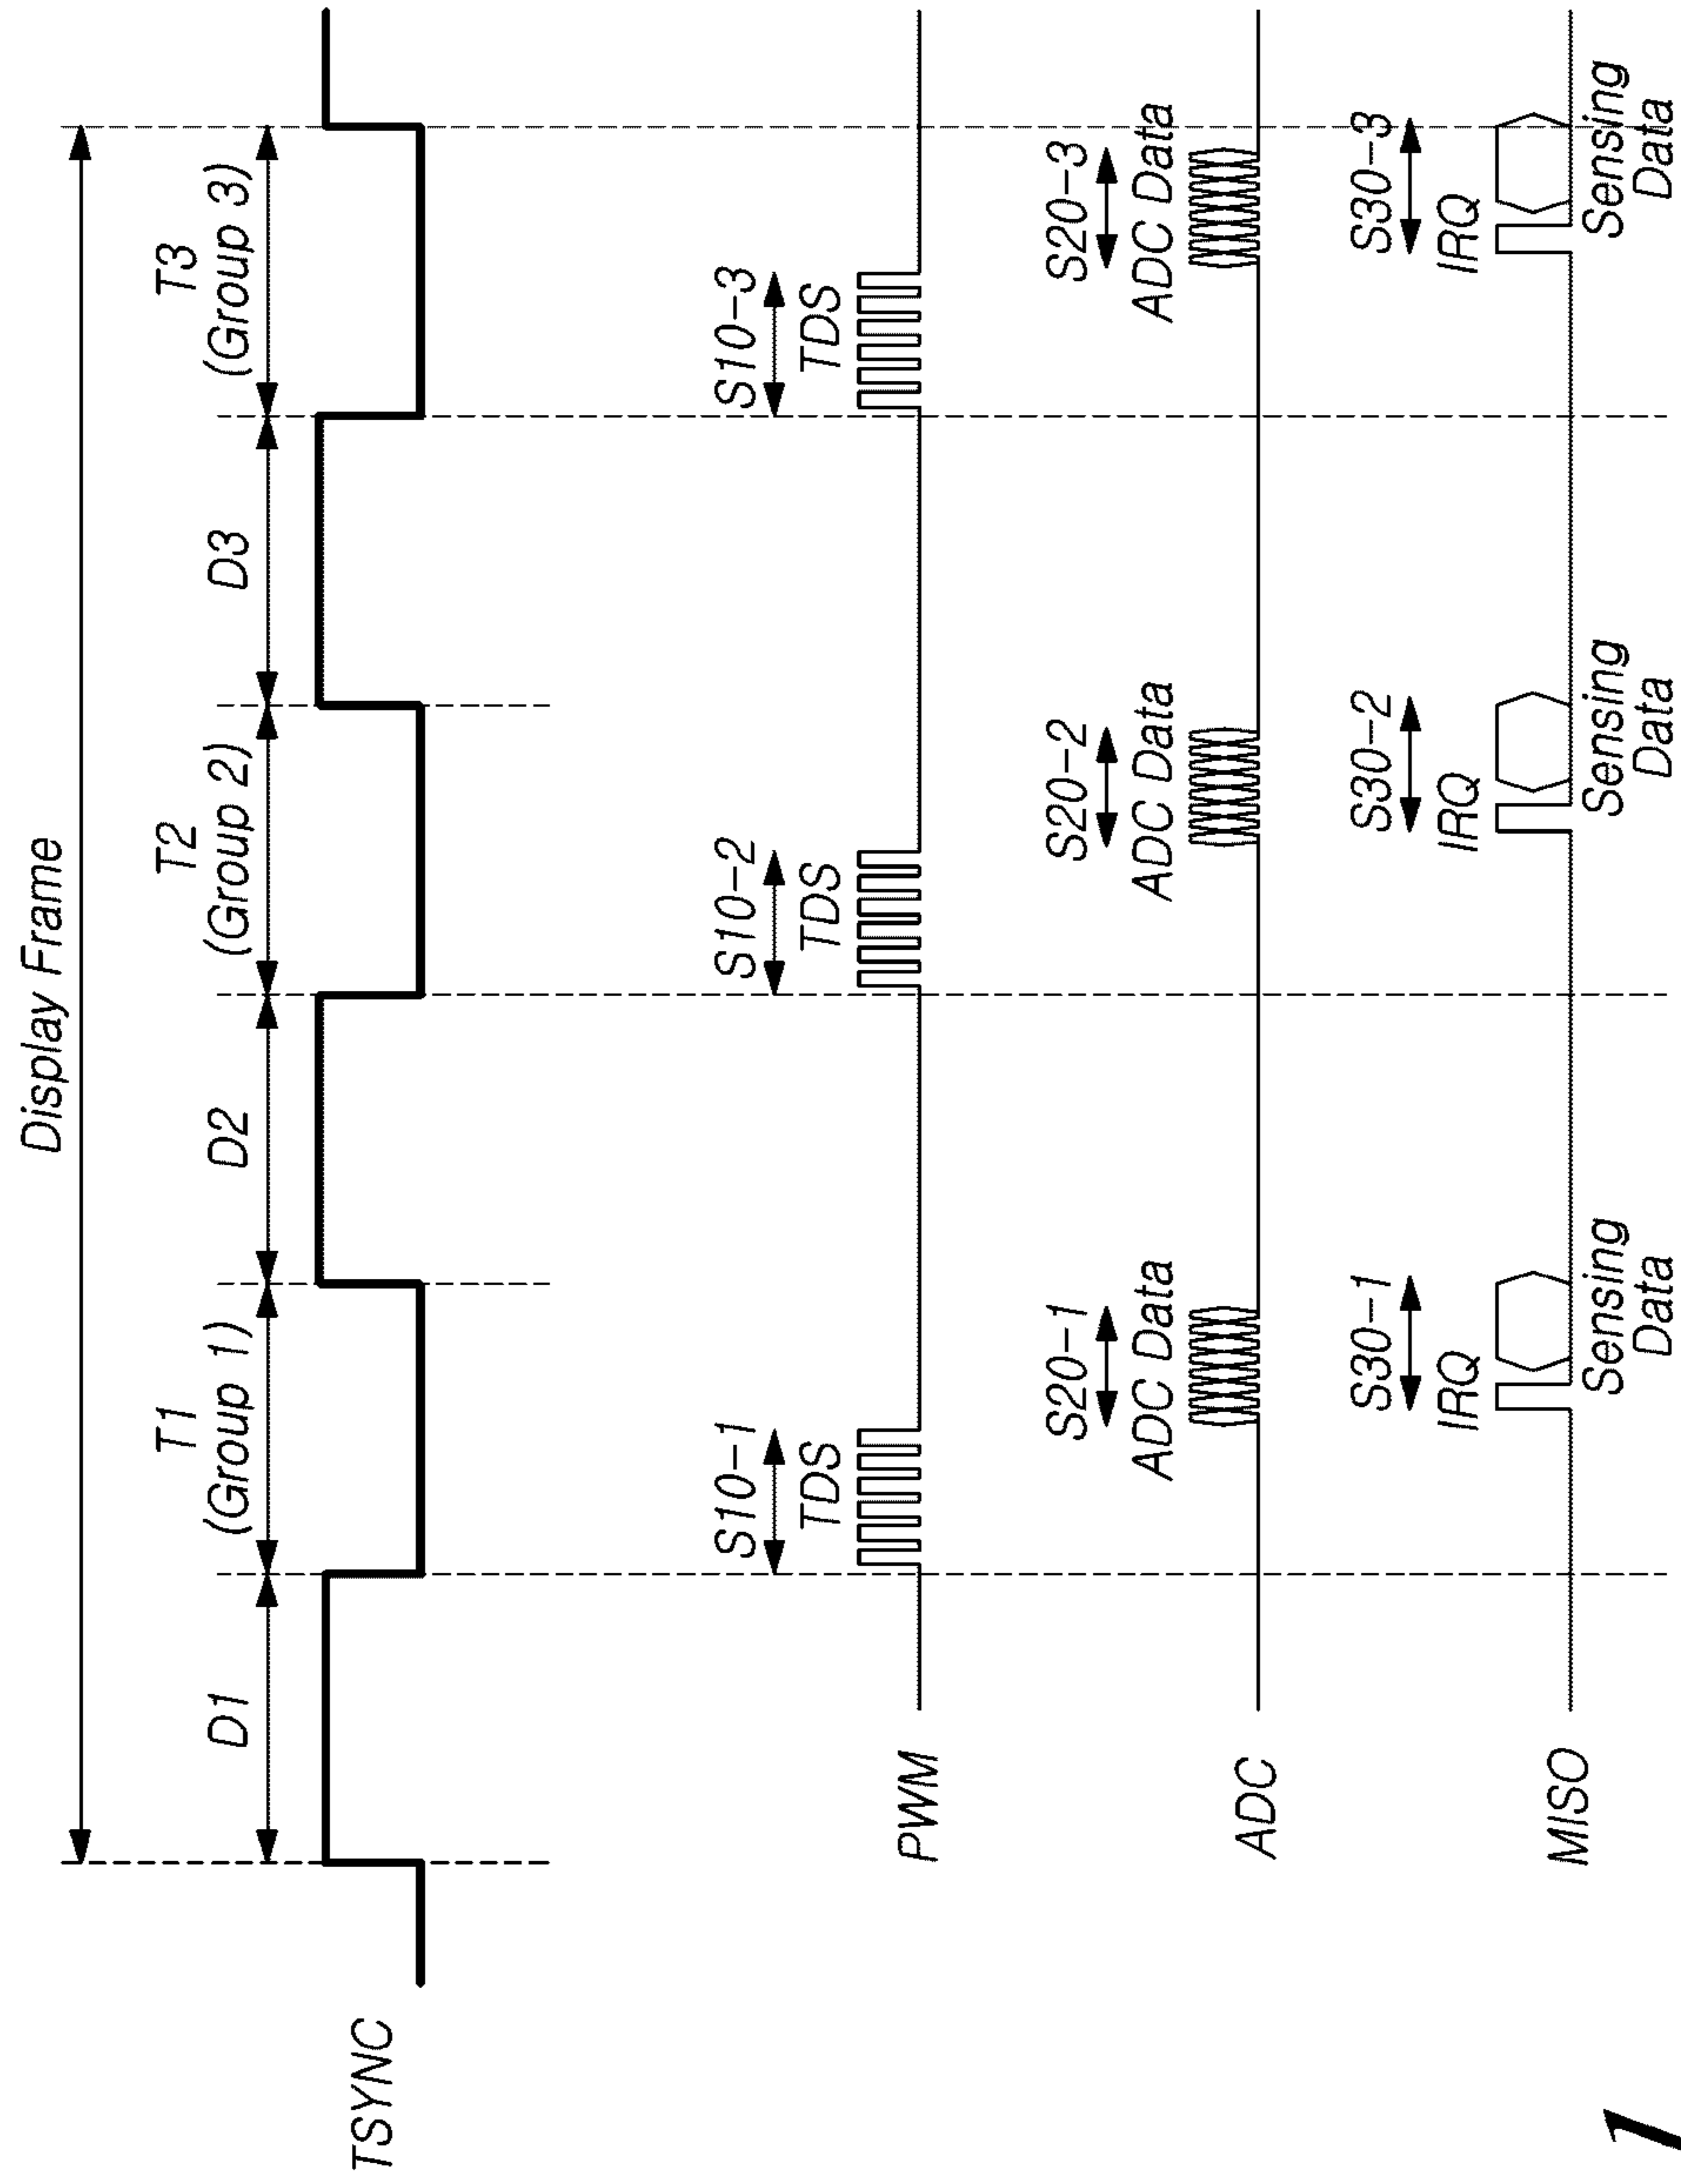 Display Frame
D1
T1
(Group 1)
D2
T2
(Group 2)
D3
T3
(Group 3)
TSYNC
S10-1
TDS
S10-2
TDS
S10-3
TDS
PWM
S20-1
ADC Data
S20-2
ADC Data
S20-3
ADC Data
ADC
S30-1
IRQ
S30-2
IRQ
S30-3
IRQ
MISO
Sensing
Data
Sensing
Data
Sensing
Data